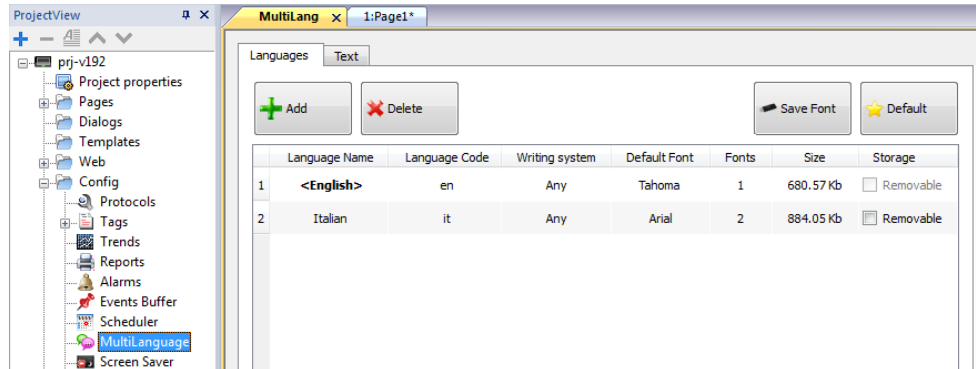 ProjectView
prj-v192
Project properties
Pages
Dialogs
Templates
Web
Config
Protocols
Tags
Trends
Reports
Alarms
Events Buffer
Scheduler
MultiLanguage
Screen Saver
MultiLang x 1:Page1*
Languages Text
Add Delete Save Font Default
Language Name Language Code Writing system Default Font Fonts Size Storage
1 <English> en Any Tahoma 1 680.57 Kb Removable
2 Italian it Any Arial 2 884.05 Kb Removable